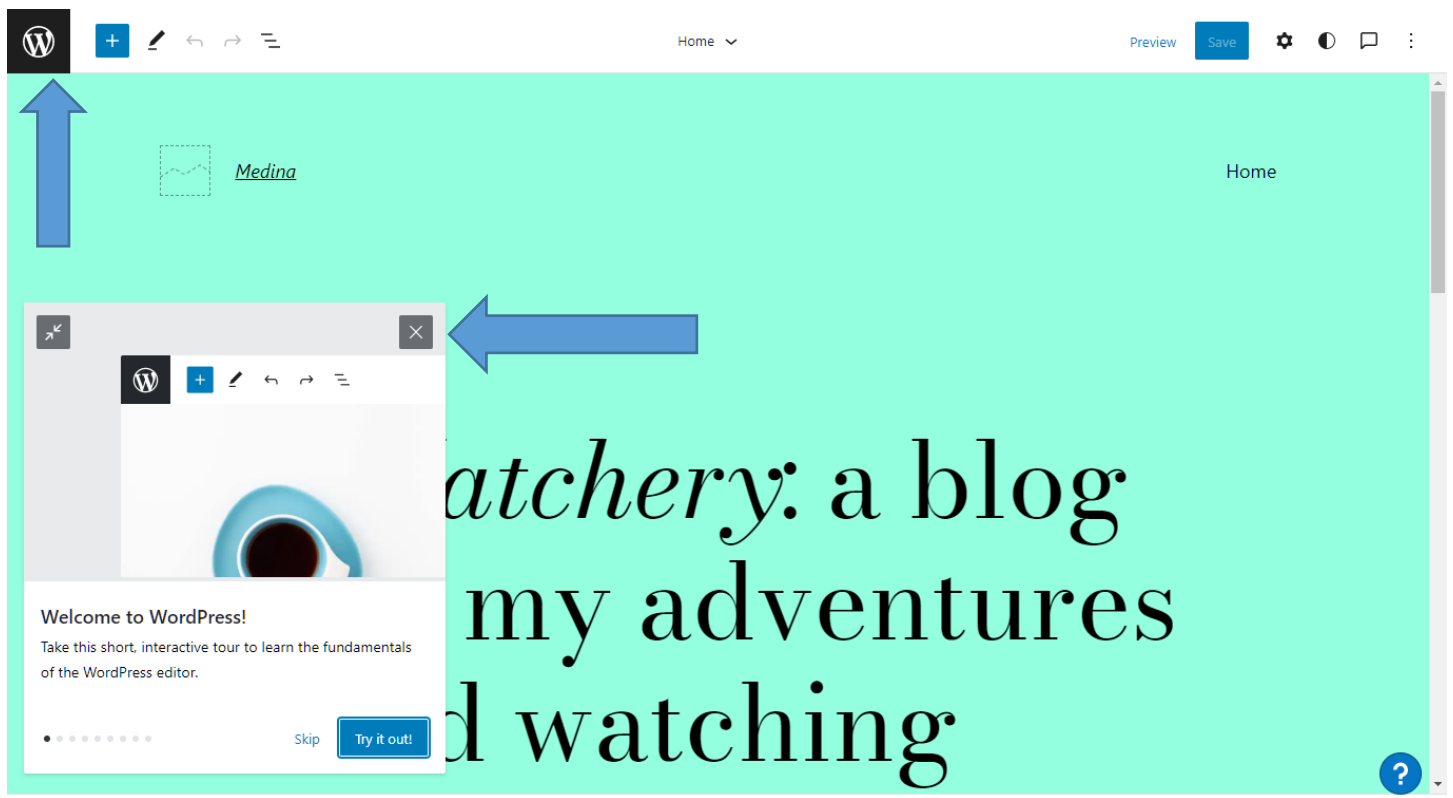 Home
Preview
Save
Medina
Home
atchery: a blog
my adventures
d watching
Welcome to WordPress!
Take this short, interactive tour to learn the fundamentals
of the WordPress editor.
Skip
Try it out!
?